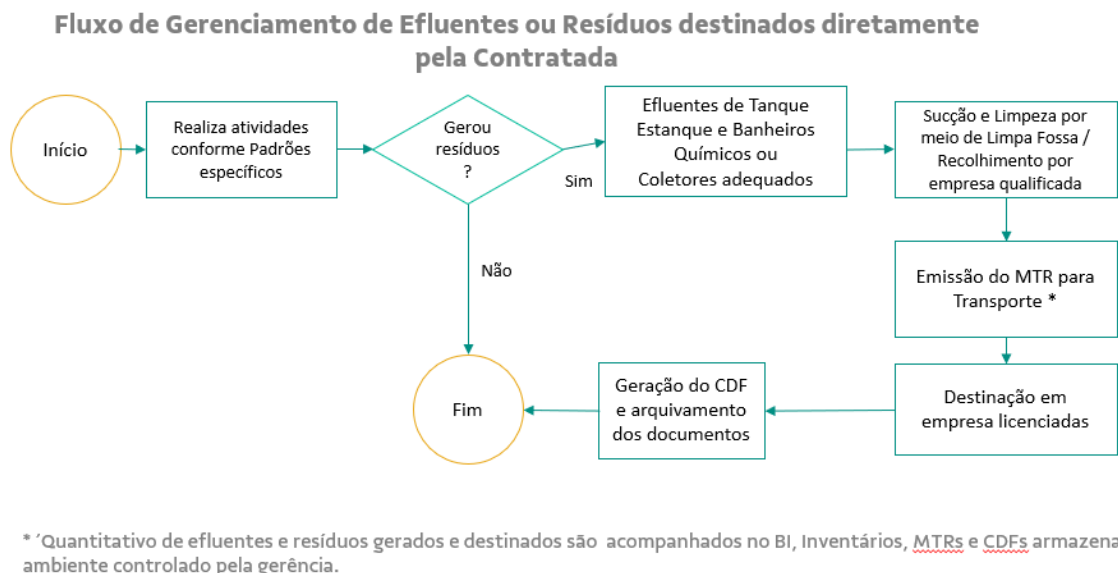 Fluxo de Gerenciamento de Efluentes ou Resíduos destinados diretamente
pela Contratada
Início
Realiza atividades
conforme Padrões
específicos
Gerou
resíduos
?
Sim
Não
Efluentes de Tanque
Estanque e Banheiros
Químicos ou
Coletores adequados
Sucção e Limpeza por
meio de Limpa Fossa /
Recolhimento por
empresa qualificada
Emissão do MTR para
Transporte *
Destinação em
empresa licenciadas
Geração do CDF
e arquivamento
dos documentos
Fim
* ´Quantitativo de efluentes e resíduos gerados e destinados são acompanhados no BI, Inventários, MTRs e CDFs armazena
ambiente controlado pela gerência.